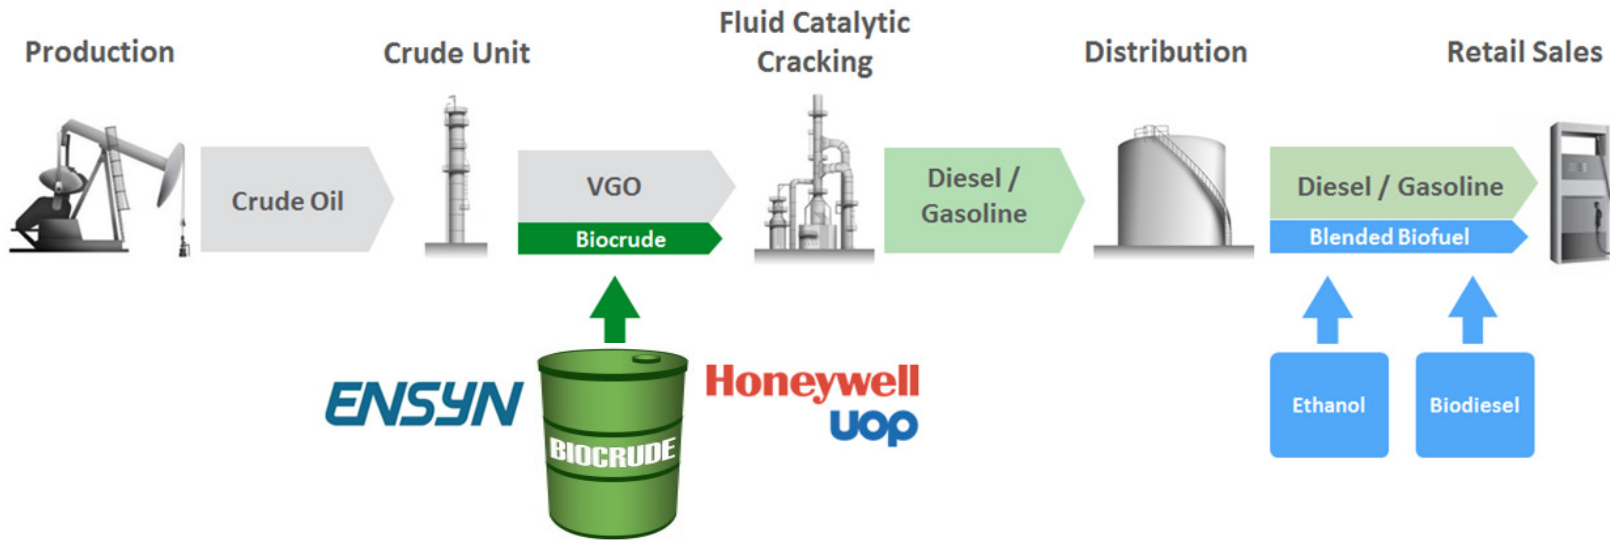 Production
Crude Unit
Fluid Catalytic
Cracking
Distribution
Retail Sales
Crude Oil
VGO
Biocrude
Diesel /
Gasoline
Diesel / Gasoline
Blended Biofuel
ENSYN
BIOCRUDE
Honeywell
uop
Ethanol
Biodiesel